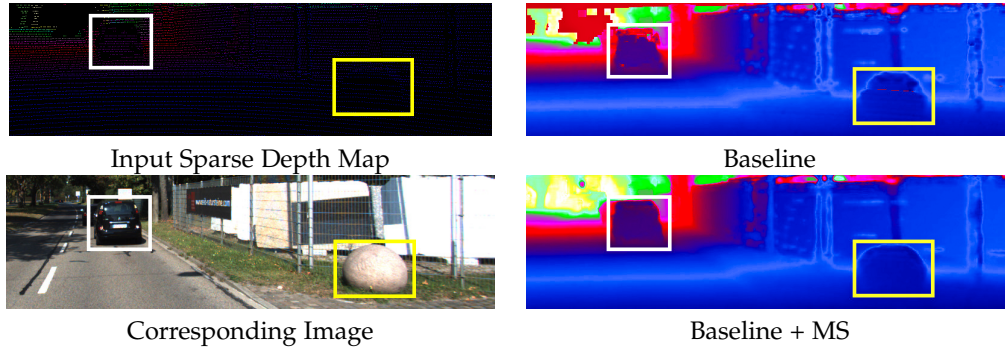 Input Sparse Depth Map
Baseline
Corresponding Image
Baseline + MS